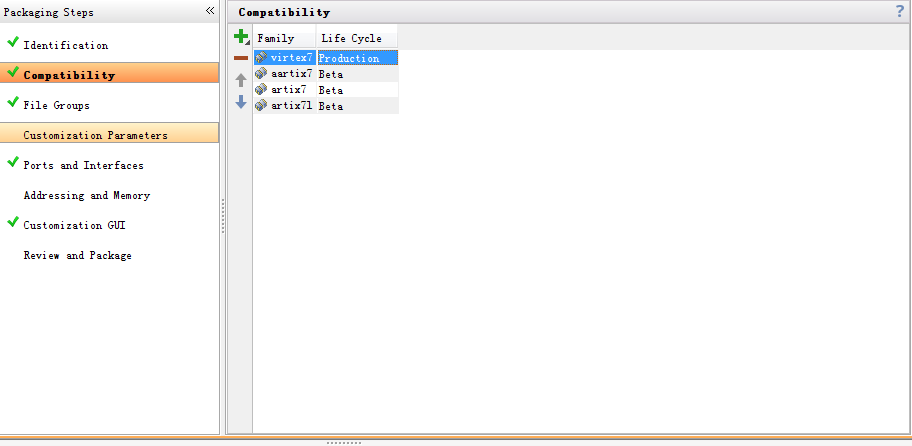 Packaging Steps «
Identification
Compatibility
File Groups
Customization Parameters
Ports and Interfaces
Addressing and Memory
Customization GUI
Review and Package
Compatibility ?
Family Life Cycle
virtex7 Production
aartix7 Beta
artix7 Beta
artix7l Beta